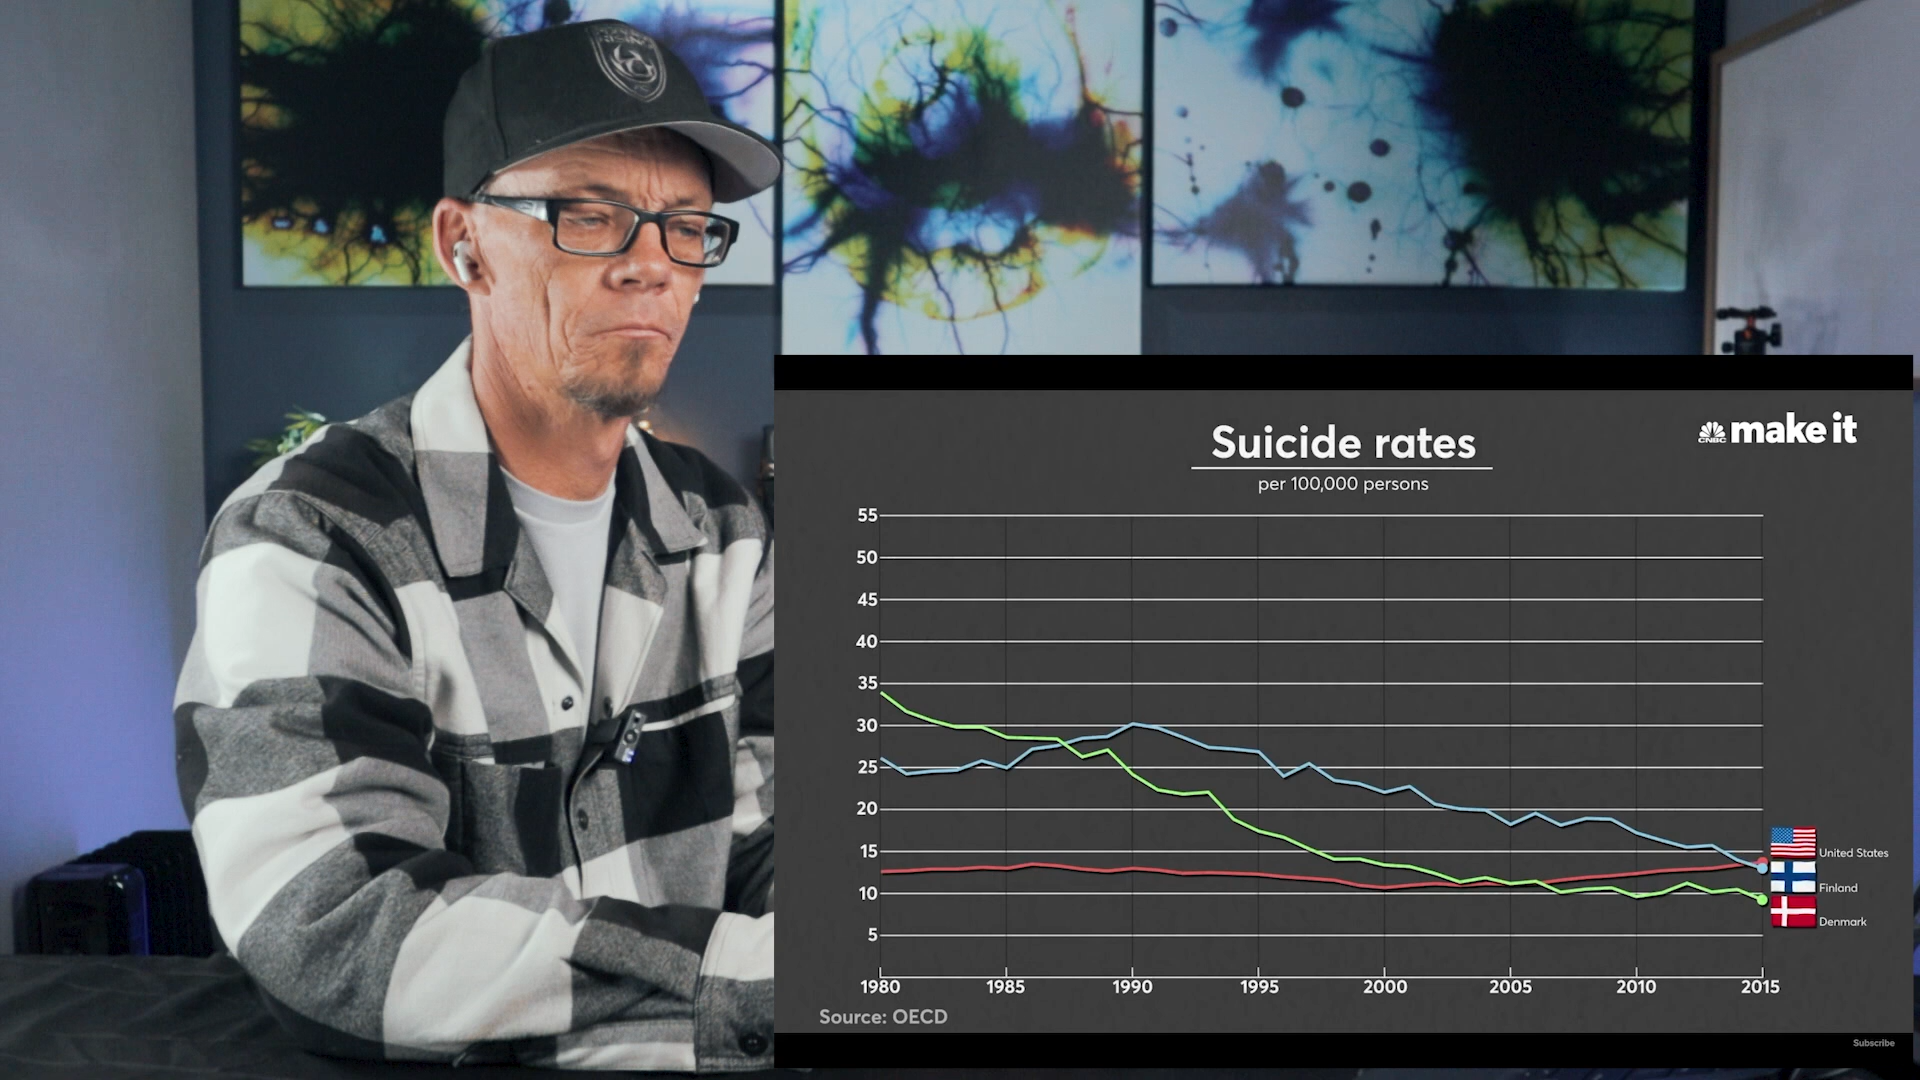 Suicide rates
per 100,000 persons
CNBC make it
55
50
45
40
35
30
25
20
15
10
5
United States
Finland
Denmark
1980 1985 1990 1995 2000 2005 2010 2015
Source: OECD
Subscribe